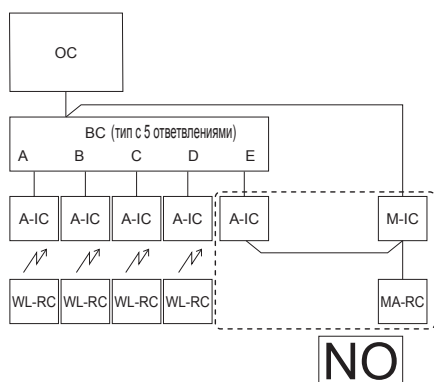 OC
BC (тип с 5 ответвлениями)
A B C D E
A-IC A-IC A-IC A-IC A-IC M-IC
WL-RC WL-RC WL-RC WL-RC MA-RC
NO